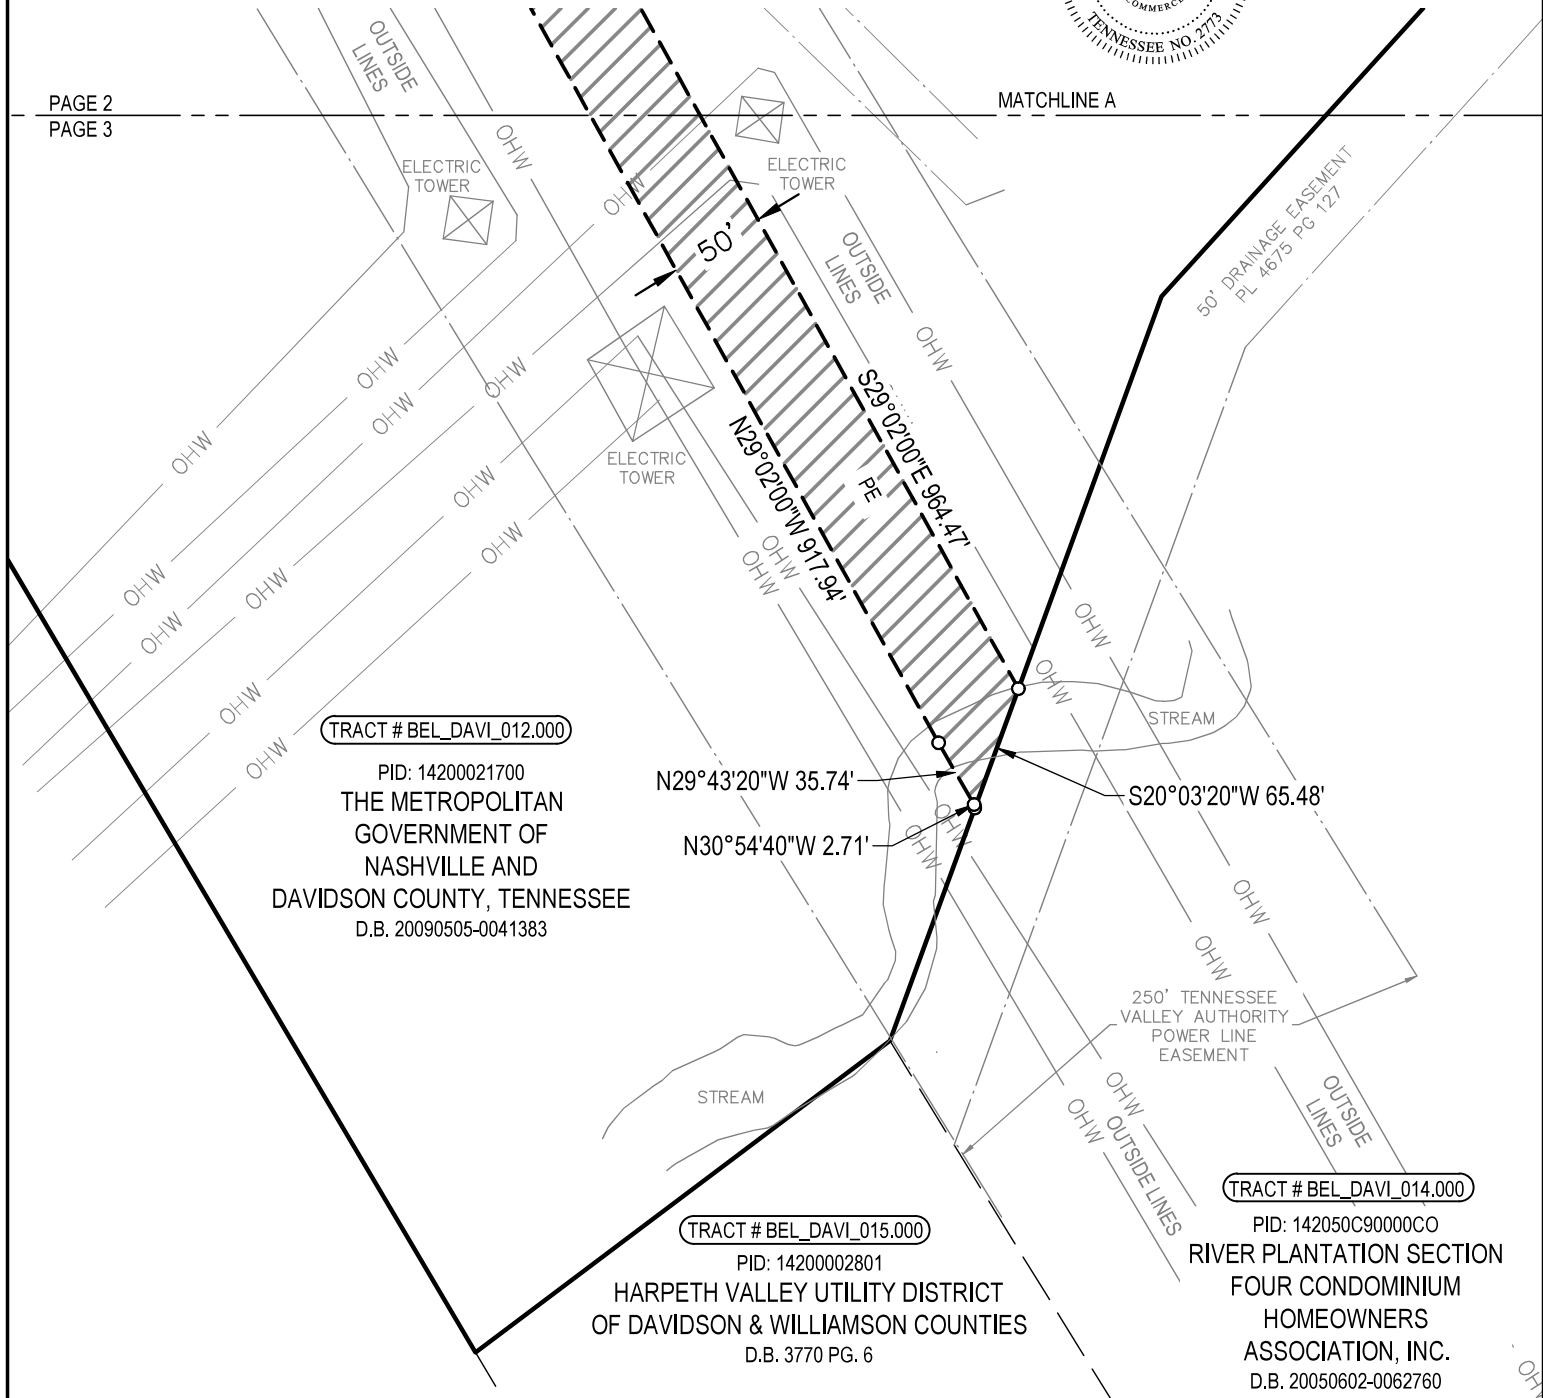 COMMERCE
TENNESSEE NO. 2773
OUTSIDE
LINES
PAGE 2
PAGE 3
MATCHLINE A
OHW
ELECTRIC
TOWER
ELECTRIC
TOWER
OHW
50' DRAINAGE EASEMENT
PL 4675 PG 127
50'
OUTSIDE
LINES
OHW
OHW
OHW
OHW
OHW
OHW
ELECTRIC
TOWER
S29°02'00"E 964.47'
N29°02'00"W 917.94'
PE
OHW
OHW
OHW
OHW
OHW
OHW
OHW
OHW
OHW
OHW
OHW
OHW
STREAM
TRACT # BEL_DAVI_012.000
PID: 14200021700
THE METROPOLITAN
GOVERNMENT OF
NASHVILLE AND
DAVIDSON COUNTY, TENNESSEE
D.B. 20090505-0041383
N29°43'20"W 35.74'
S20°03'20"W 65.48'
N30°54'40"W 2.71'
OHW
OHW
OHW
OHW
250' TENNESSEE
VALLEY AUTHORITY
POWER LINE
EASEMENT
STREAM
OHW
OHW
OUTSIDE LINES
OUTSIDE
LINES
TRACT # BEL_DAVI_015.000
PID: 14200002801
HARPETH VALLEY UTILITY DISTRICT
OF DAVIDSON & WILLIAMSON COUNTIES
D.B. 3770 PG. 6
TRACT # BEL_DAVI_014.000
PID: 142050C90000CO
RIVER PLANTATION SECTION
FOUR CONDOMINIUM
HOMEOWNERS
ASSOCIATION, INC.
D.B. 20050602-0062760